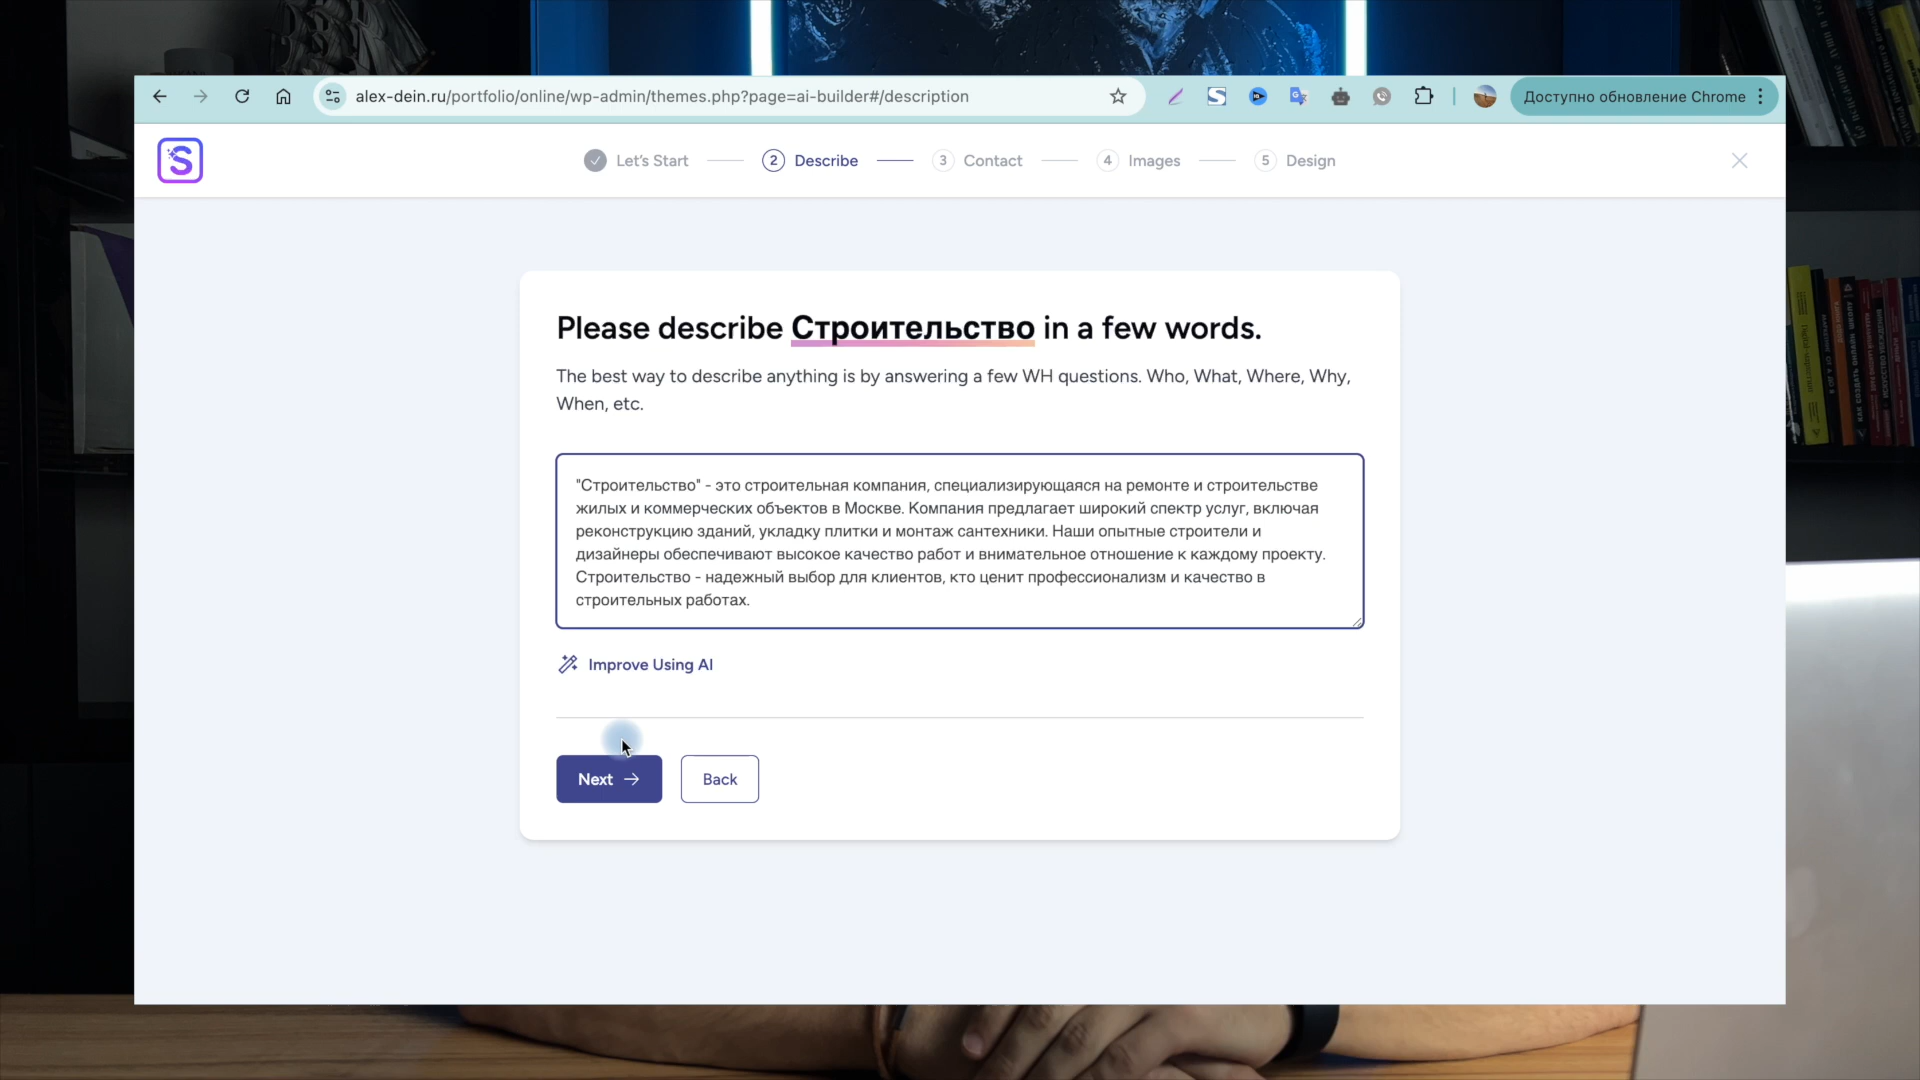 alex-dein.ru/portfolio/online/wp-admin/themes.php?page=ai-builder#/description
Доступно обновление Chrome
Let's Start
2 Describe
3 Contact
4 Images
5 Design
Please describe Строительство in a few words.
The best way to describe anything is by answering a few WH questions. Who, What, Where, Why,
When, etc.
"Строительство" - это строительная компания, специализирующаяся на ремонте и строительстве
жилых и коммерческих объектов в Москве. Компания предлагает широкий спектр услуг, включая
реконструкцию зданий, укладку плитки и монтаж сантехники. Наши опытные строители и
дизайнеры обеспечивают высокое качество работ и внимательное отношение к каждому проекту.
Строительство - надежный выбор для клиентов, кто ценит профессионализм и качество в
строительных работах.
Improve Using AI
Next
Back